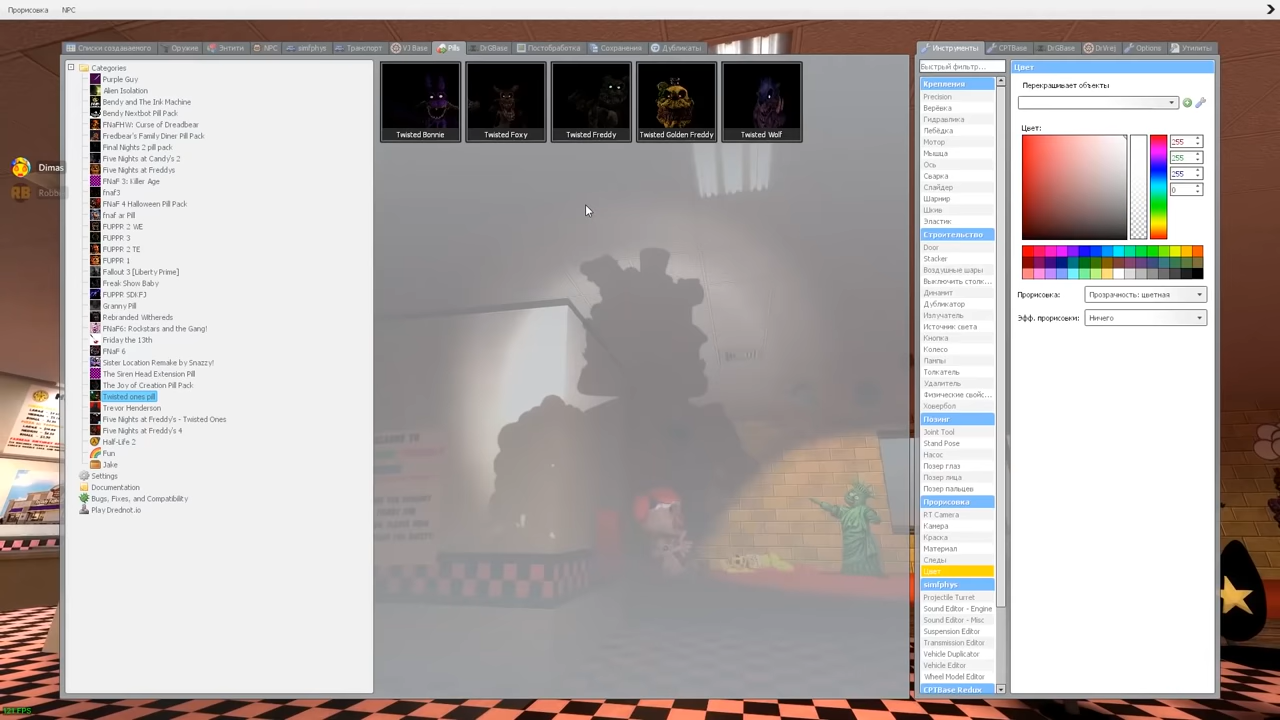 Прорисовка NPC
Списки создаваемого Оружие Энтити NPC simfphys Транспорт VJ Base Pills DrGBase Постобработка Сохранения Дубликаты
Categories
Purple Guy
Alien Isolation
Bendy and The Ink Machine
Bendy Nextbot Pill Pack
FNaFHW: Curse of Dreadbear
Fredbear's Family Diner Pill Pack
Final Nights 2 pill pack
Five Nights at Candy's 2
Five Nights at Freddys
FNaF 3: Killer Age
fnaf3
FNaF 4 Halloween Pill Pack
fnaf ar Pill
FUPPR 2 WE
FUPPR 3
FUPPR 2 TE
FUPPR 1
Fallout 3 [Liberty Prime]
Freak Show Baby
FUPPR SDI.FJ
Granny Pill
Rebranded Withereds
FNaF6: Rockstars and the Gang!
Friday the 13th
FNaF 6
Sister Location Remake by Snazzy!
The Siren Head Extension Pill
The Joy of Creation Pill Pack
Twisted ones pill
Trevor Henderson
Five Nights at Freddy's - Twisted Ones
Five Nights at Freddy's 4
Half-Life 2
Fun
Jake
Settings
Documentation
Bugs, Fixes, and Compatibility
Play Drednot.io
Dimas
Twisted Bonnie Twisted Foxy Twisted Freddy Twisted Golden Freddy Twisted Wolf
Инструменты CPTBase DrGBase DrVrej Options Утилиты
Быстрый фильтр...
Крепления
Precision
Верёвка
Гидравлика
Лебёдка
Мотор
Мышца
Ось
Сварка
Слайдер
Шарнир
Шкив
Эластик
Строительство
Door
Stacker
Воздушные шары
Выключить столк...
Динамит
Дубликатор
Излучатель
Источник света
Кнопка
Колесо
Лампы
Толкатель
Удалитель
Физические свойс...
Ховербол
Позинг
Joint Tool
Stand Pose
Насос
Позер глаз
Позер лица
Позер пальцев
Прорисовка
RT Camera
Камера
Краска
Материал
Следы
Цвет
simfphys
Projectile Turret
Sound Editor - Engine
Sound Editor - Misc
Suspension Editor
Transmission Editor
Vehicle Duplicator
Vehicle Editor
Wheel Model Editor
CPTBase Redux
Цвет
Перекрашивает объекты
Цвет:
255
255
255
0
Прорисовка: Прозрачность: цветная
Эфф. прорисовки: Ничего
121 FPS